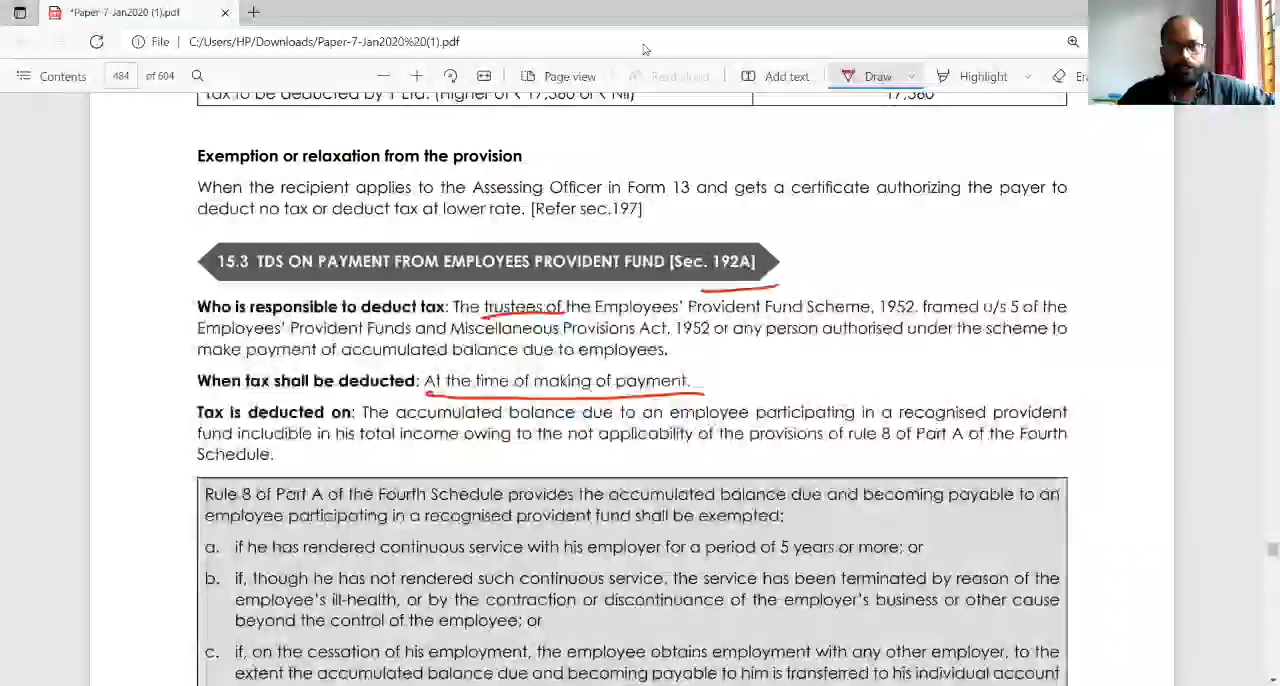 *Paper-7-Jan2020 (1).pdf
File C:/Users/HP/Downloads/Paper-7-Jan2020%20(1).pdf
Contents 484 of 604 Page view Read aloud Add text Draw Highlight Er
Tax to be deducted by T Ltd. (Higher of ₹ 17,380 or ₹ Nil) 17,380
Exemption or relaxation from the provision
When the recipient applies to the Assessing Officer in Form 13 and gets a certificate authorizing the payer to
deduct no tax or deduct tax at lower rate. [Refer sec.197]
15.3 TDS ON PAYMENT FROM EMPLOYEES PROVIDENT FUND [Sec. 192A]
Who is responsible to deduct tax: The trustees of the Employees' Provident Fund Scheme, 1952, framed u/s 5 of the
Employees' Provident Funds and Miscellaneous Provisions Act, 1952 or any person authorised under the scheme to
make payment of accumulated balance due to employees.
When tax shall be deducted: At the time of making of payment.
Tax is deducted on: The accumulated balance due to an employee participating in a recognised provident
fund includible in his total income owing to the not applicability of the provisions of rule 8 of Part A of the Fourth
Schedule.
Rule 8 of Part A of the Fourth Schedule provides the accumulated balance due and becoming payable to an
employee participating in a recognised provident fund shall be exempted:
a. if he has rendered continuous service with his employer for a period of 5 years or more; or
b. if, though he has not rendered such continuous service, the service has been terminated by reason of the
employee's ill-health, or by the contraction or discontinuance of the employer's business or other cause
beyond the control of the employee; or
c. if, on the cessation of his employment, the employee obtains employment with any other employer, to the
extent the accumulated balance due and becoming payable to him is transferred to his individual account